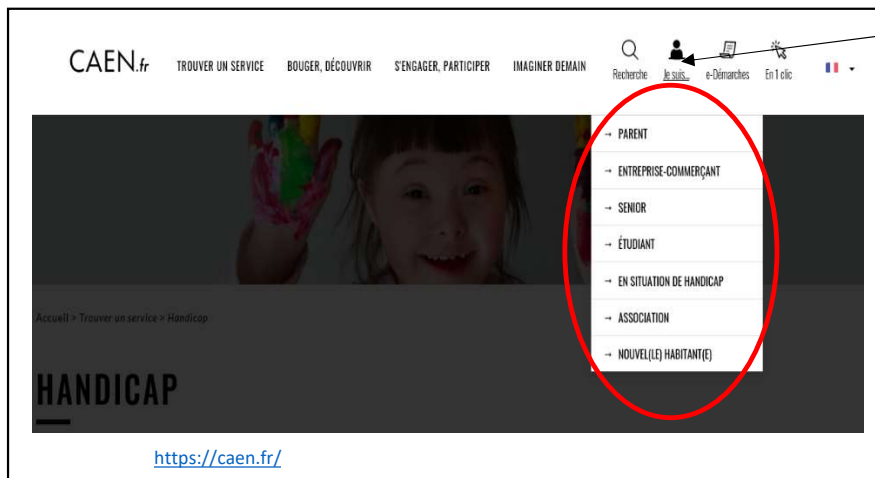 CAEN.fr TROUVER UN SERVICE BOUGER, DÉCOUVRIR S'ENGAGER, PARTICIPER IMAGINER DEMAIN Recherche Je suis... e-Démarches En 1 clic
→ PARENT
→ ENTREPRISE-COMMERÇANT
→ SENIOR
→ ÉTUDIANT
→ EN SITUATION DE HANDICAP
→ ASSOCIATION
→ NOUVEL(LE) HABITANT(E)
Accueil > Trouver un service > Handicap
HANDICAP
https://caen.fr/